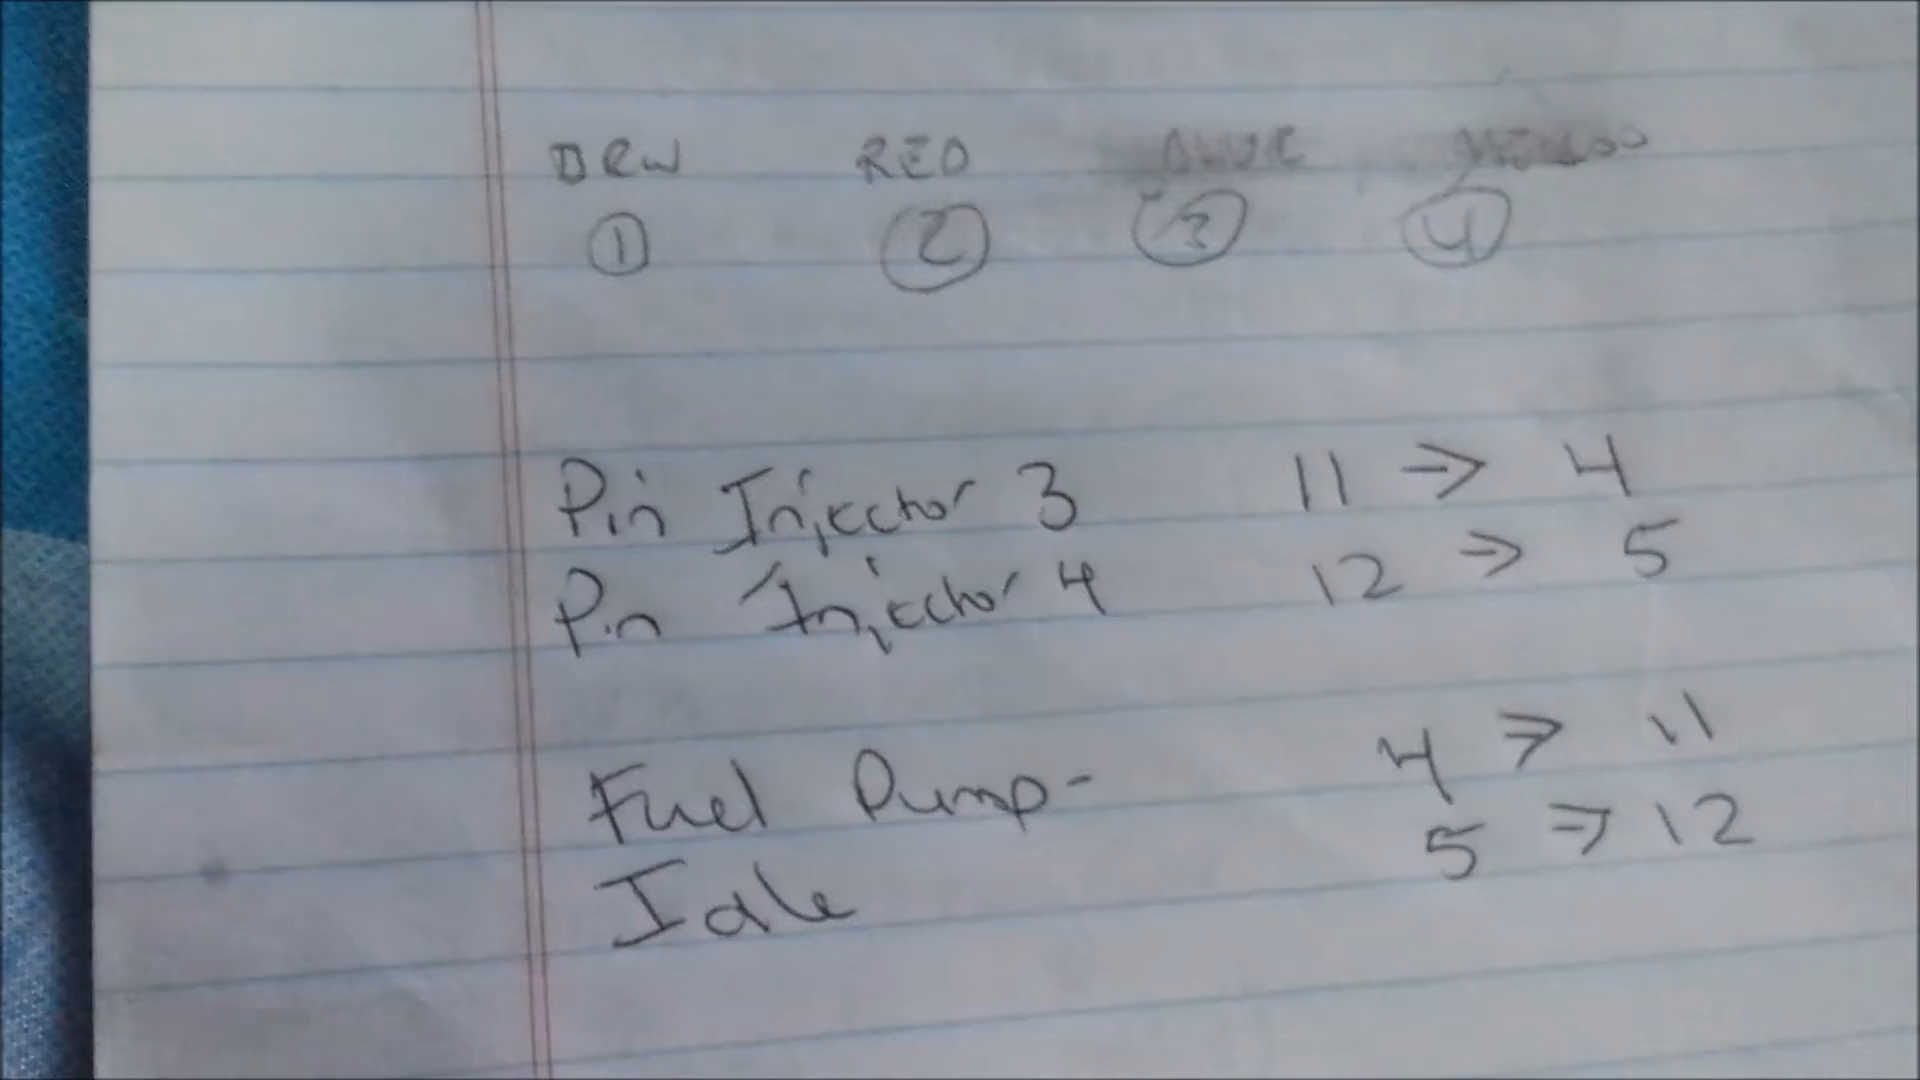 BRW RED BLUE
① ② ③ ④
Pin Injector 3 11 → 4
Pin Injector 4 12 → 5
Fuel Pump- 4 → 11
Idle 5 → 12